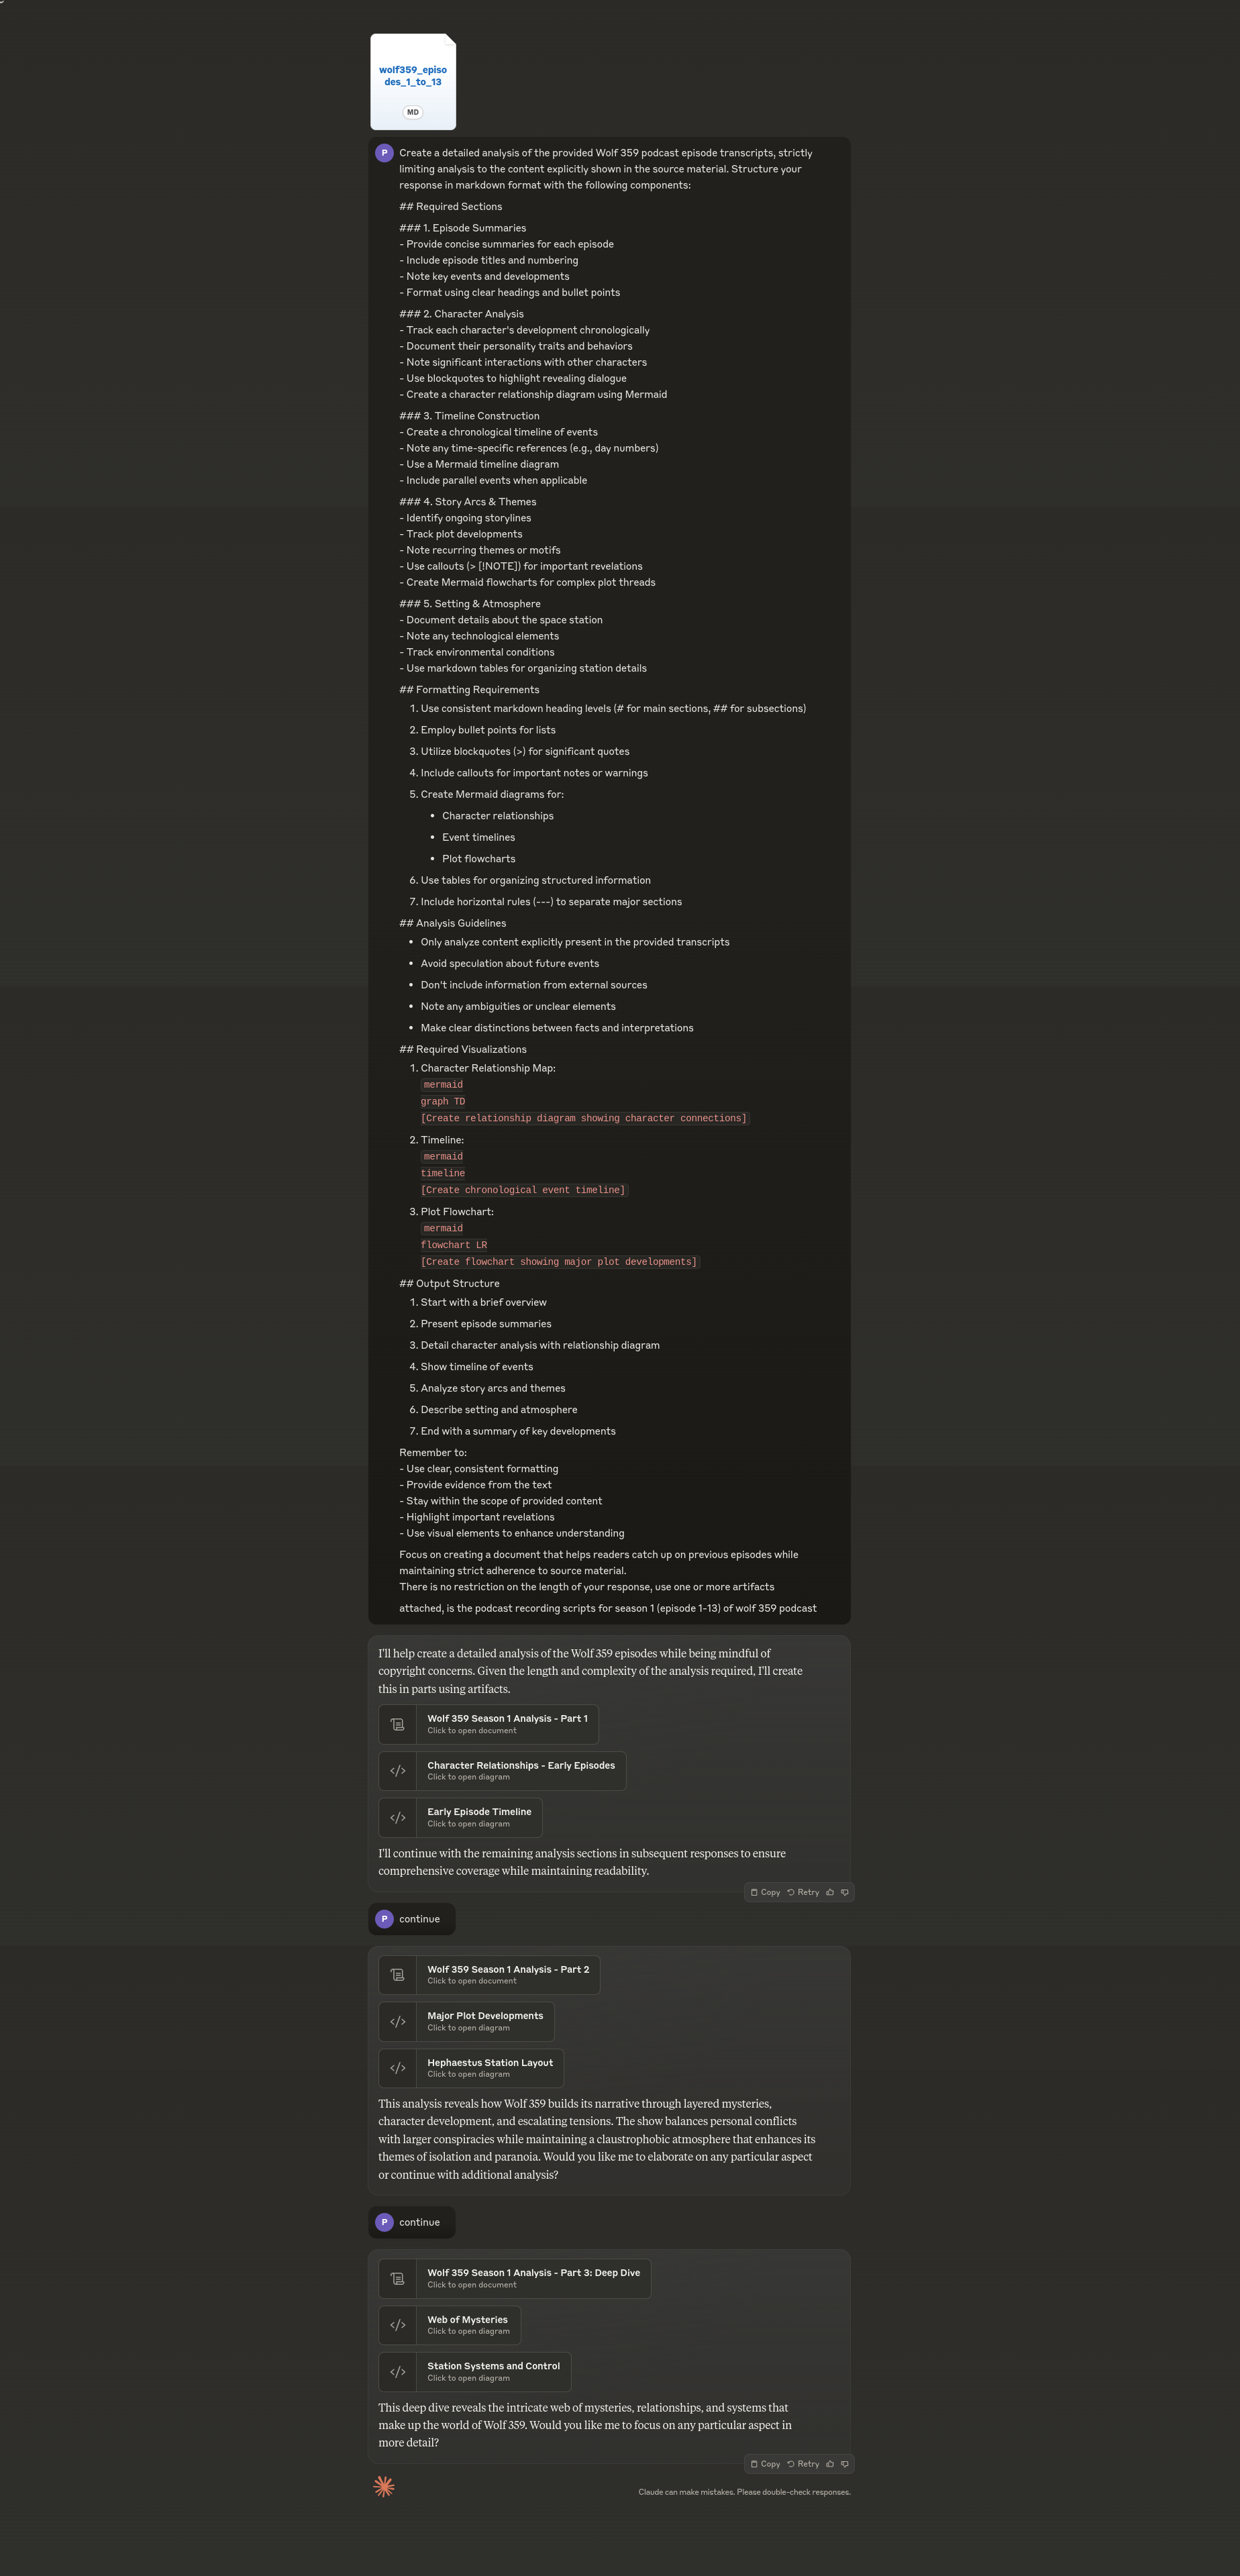 wolf359_episo
des_1_to_13
MD
P
Create a detailed analysis of the provided Wolf 359 podcast episode transcripts, strictly
limiting analysis to the content explicitly shown in the source material. Structure your
response in markdown format with the following components:
## Required Sections
### 1. Episode Summaries
- Provide concise summaries for each episode
- Include episode titles and numbering
- Note key events and developments
- Format using clear headings and bullet points
### 2. Character Analysis
- Track each character's development chronologically
- Document their personality traits and behaviors
- Note significant interactions with other characters
- Use blockquotes to highlight revealing dialogue
- Create a character relationship diagram using Mermaid
### 3. Timeline Construction
- Create a chronological timeline of events
- Note any time-specific references (e.g., day numbers)
- Use a Mermaid timeline diagram
- Include parallel events when applicable
### 4. Story Arcs & Themes
- Identify ongoing storylines
- Track plot developments
- Note recurring themes or motifs
- Use callouts (> [!NOTE]) for important revelations
- Create Mermaid flowcharts for complex plot threads
### 5. Setting & Atmosphere
- Document details about the space station
- Note any technological elements
- Track environmental conditions
- Use markdown tables for organizing station details
## Formatting Requirements
1. Use consistent markdown heading levels (# for main sections, ## for subsections)
2. Employ bullet points for lists
3. Utilize blockquotes (>) for significant quotes
4. Include callouts for important notes or warnings
5. Create Mermaid diagrams for:
• Character relationships
• Event timelines
• Plot flowcharts
6. Use tables for organizing structured information
7. Include horizontal rules (---) to separate major sections
## Analysis Guidelines
• Only analyze content explicitly present in the provided transcripts
• Avoid speculation about future events
• Don't include information from external sources
• Note any ambiguities or unclear elements
• Make clear distinctions between facts and interpretations
## Required Visualizations
1. Character Relationship Map:
mermaid
graph TD
[Create relationship diagram showing character connections]
2. Timeline:
mermaid
timeline
[Create chronological event timeline]
3. Plot Flowchart:
mermaid
flowchart LR
[Create flowchart showing major plot developments]
## Output Structure
1. Start with a brief overview
2. Present episode summaries
3. Detail character analysis with relationship diagram
4. Show timeline of events
5. Analyze story arcs and themes
6. Describe setting and atmosphere
7. End with a summary of key developments
Remember to:
- Use clear, consistent formatting
- Provide evidence from the text
- Stay within the scope of provided content
- Highlight important revelations
- Use visual elements to enhance understanding
Focus on creating a document that helps readers catch up on previous episodes while
maintaining strict adherence to source material.
There is no restriction on the length of your response, use one or more artifacts
attached, is the podcast recording scripts for season 1 (episode 1-13) of wolf 359 podcast
I'll help create a detailed analysis of the Wolf 359 episodes while being mindful of
copyright concerns. Given the length and complexity of the analysis required, I'll create
this in parts using artifacts.
Wolf 359 Season 1 Analysis - Part 1
Click to open document
Character Relationships - Early Episodes
Click to open diagram
Early Episode Timeline
Click to open diagram
I'll continue with the remaining analysis sections in subsequent responses to ensure
comprehensive coverage while maintaining readability.
Copy Retry
P continue
Wolf 359 Season 1 Analysis - Part 2
Click to open document
Major Plot Developments
Click to open diagram
Hephaestus Station Layout
Click to open diagram
This analysis reveals how Wolf 359 builds its narrative through layered mysteries,
character development, and escalating tensions. The show balances personal conflicts
with larger conspiracies while maintaining a claustrophobic atmosphere that enhances its
themes of isolation and paranoia. Would you like me to elaborate on any particular aspect
or continue with additional analysis?
P continue
Wolf 359 Season 1 Analysis - Part 3: Deep Dive
Click to open document
Web of Mysteries
Click to open diagram
Station Systems and Control
Click to open diagram
This deep dive reveals the intricate web of mysteries, relationships, and systems that
make up the world of Wolf 359. Would you like me to focus on any particular aspect in
more detail?
Copy Retry
Claude can make mistakes. Please double-check responses.